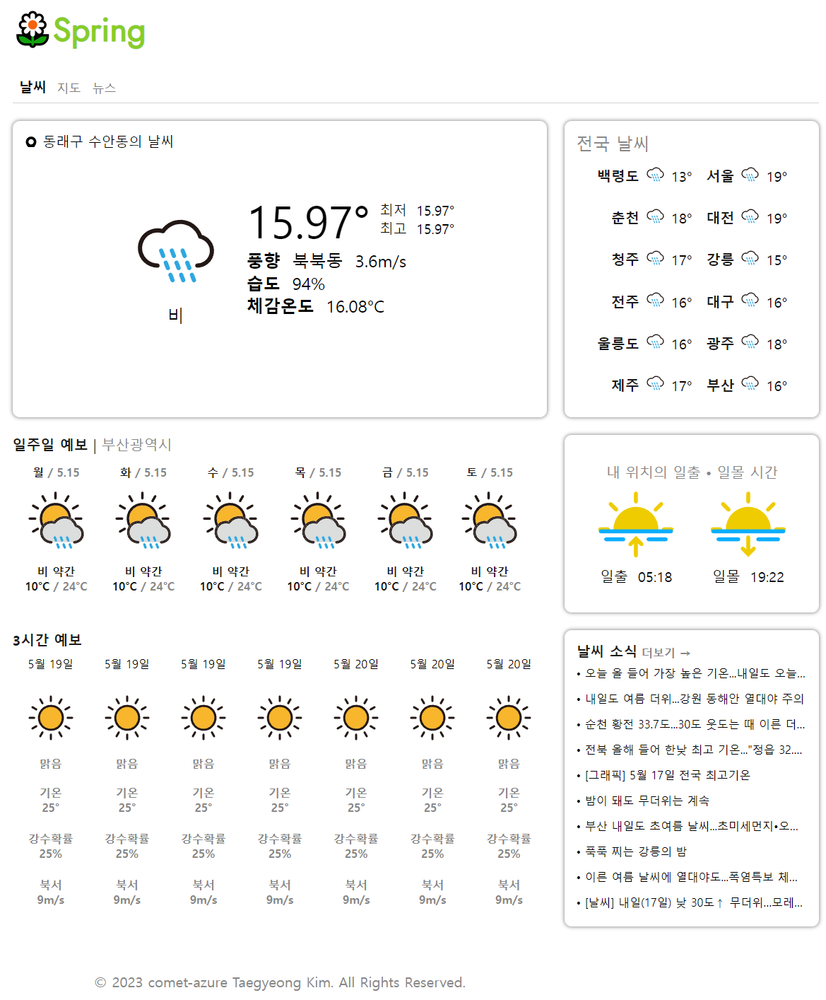 Spring
날씨 지도 뉴스
동래구 수안동의 날씨
15.97° 최저 15.97°
최고 15.97°
풍향 북북동 3.6m/s
습도 94%
체감온도 16.08°C
비
전국 날씨
백령도 13° 서울 19°
춘천 18° 대전 19°
청주 17° 강릉 15°
전주 16° 대구 16°
울릉도 16° 광주 18°
제주 17° 부산 16°
일주일 예보 | 부산광역시
월 / 5.15 화 / 5.15 수 / 5.15 목 / 5.15 금 / 5.15 토 / 5.15
비 약간 비 약간 비 약간 비 약간 비 약간 비 약간
10°C / 24°C 10°C / 24°C 10°C / 24°C 10°C / 24°C 10°C / 24°C 10°C / 24°C
내 위치의 일출 • 일몰 시간
일출 05:18 일몰 19:22
3시간 예보
5월 19일 5월 19일 5월 19일 5월 19일 5월 20일 5월 20일 5월 20일
맑음 맑음 맑음 맑음 맑음 맑음 맑음
기온 기온 기온 기온 기온 기온 기온
25° 25° 25° 25° 25° 25° 25°
강수확률 강수확률 강수확률 강수확률 강수확률 강수확률 강수확률
25% 25% 25% 25% 25% 25% 25%
북서 북서 북서 북서 북서 북서 북서
9m/s 9m/s 9m/s 9m/s 9m/s 9m/s 9m/s
날씨 소식 더보기 →
• 오늘 올 들어 가장 높은 기온...내일도 오늘...
• 내일도 여름 더위...강원 동해안 열대야 주의
• 순천 황전 33.7도...30도 웃도는 때 이른 더...
• 전북 올해 들어 한낮 최고 기온..."정읍 32....
• [그래픽] 5월 17일 전국 최고기온
• 밤이 돼도 무더위는 계속
• 부산 내일도 초여름 날씨...초미세먼지•오...
• 푹푹 찌는 강릉의 밤
• 이른 여름 날씨에 열대야도...폭염특보 체...
• [날씨] 내일(17일) 낮 30도↑ 무더위...모레...
© 2023 comet-azure Taegyeong Kim. All Rights Reserved.